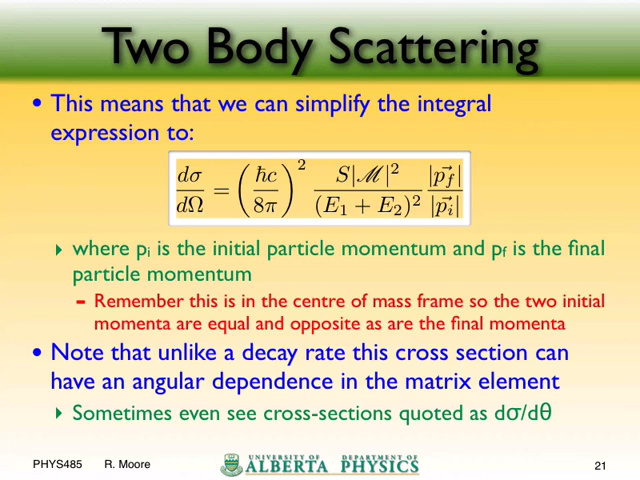 Two Body Scattering
• This means that we can simplify the integral
expression to:
dσ/dΩ = (ħc/8π)² S|ℳ|²/(E₁ + E₂)² |p⃗_f|/|p⃗_i|
‣ where pᵢ is the initial particle momentum and p_f is the final
particle momentum
– Remember this is in the centre of mass frame so the two initial
momenta are equal and opposite as are the final momenta
• Note that unlike a decay rate this cross section can
have an angular dependence in the matrix element
‣ Sometimes even see cross-sections quoted as dσ/dθ
PHYS485 R. Moore
UNIVERSITY OF DEPARTMENT OF
ALBERTA PHYSICS
21